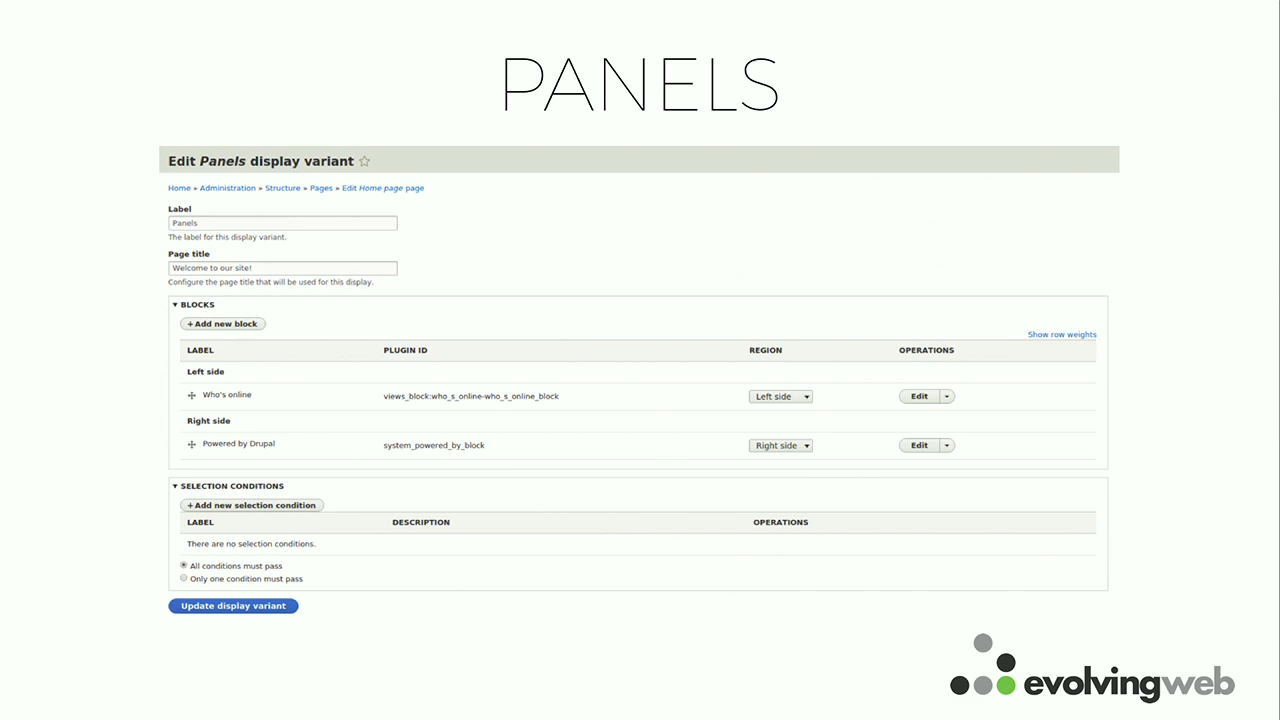 PANELS
Edit Panels display variant
Home » Administration » Structure » Pages » Edit Home page page
Label
Panels
The label for this display variant.
Page title
Welcome to our site!
Configure the page title that will be used for this display.
▼ BLOCKS
+ Add new block
Show row weights
LABEL PLUGIN ID REGION OPERATIONS
Left side
Who's online views_block:who_s_online-who_s_online_block Left side Edit
Right side
Powered by Drupal system_powered_by_block Right side Edit
▼ SELECTION CONDITIONS
+ Add new selection condition
LABEL DESCRIPTION OPERATIONS
There are no selection conditions.
All conditions must pass
Only one condition must pass
Update display variant
evolvingweb